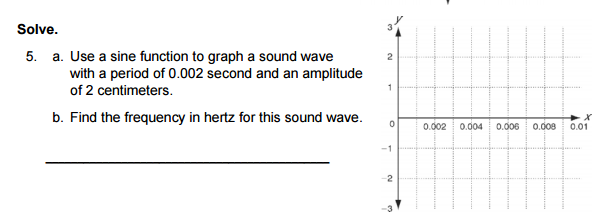 Solve.
5. a. Use a sine function to graph a sound wave
with a period of 0.002 second and an amplitude
of 2 centimeters.
b. Find the frequency in hertz for this sound wave.
y
3
2
1
0
0.002 0.004 0.006 0.008 0.01
x
-1
-2
-3